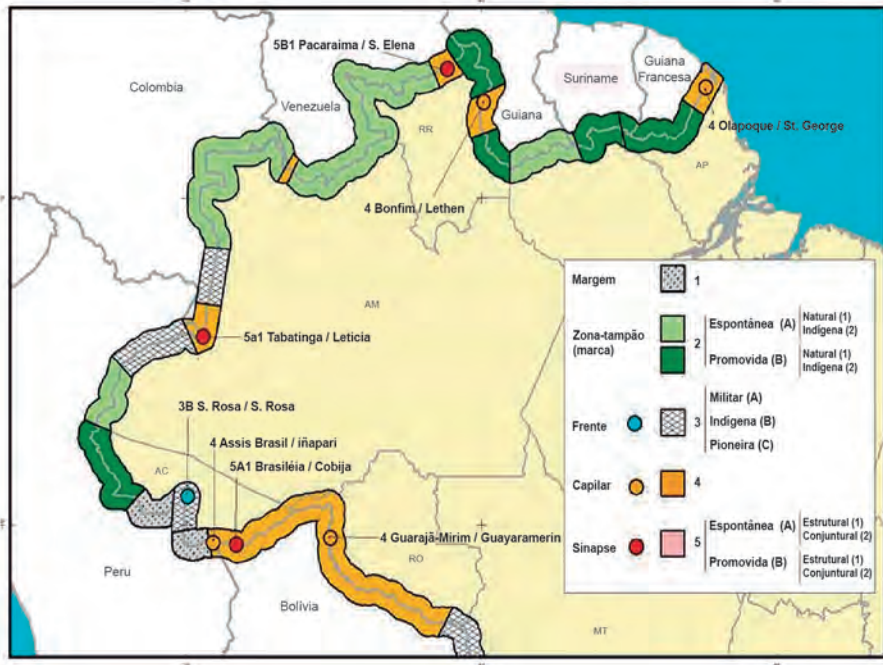 5B1 Pacaraima / S. Elena
Colombia
Venezuela
Guiana
Suriname
Guiana
Francesa
4 Olapoque / St. George
RR
AP
4 Bonfim / Lethen
AM
5a1 Tabatinga / Leticia
3B S. Rosa / S. Rosa
4 Assis Brasil / iñapari
AC
5A1 Brasiléia / Cobija
4 Guarajã-Mirim / Guayaramerin
RO
Peru
Bolívia
MT
Margem 1
Zona-tampão
(marca)
2
Espontânea (A) Natural (1)
Indígena (2)
Promovida (B) Natural (1)
Indígena (2)
Frente 3
Militar (A)
Indígena (B)
Pioneira (C)
Capilar 4
Sinapse 5
Espontânea (A) Estrutural (1)
Conjuntural (2)
Promovida (B) Estrutural (1)
Conjuntural (2)